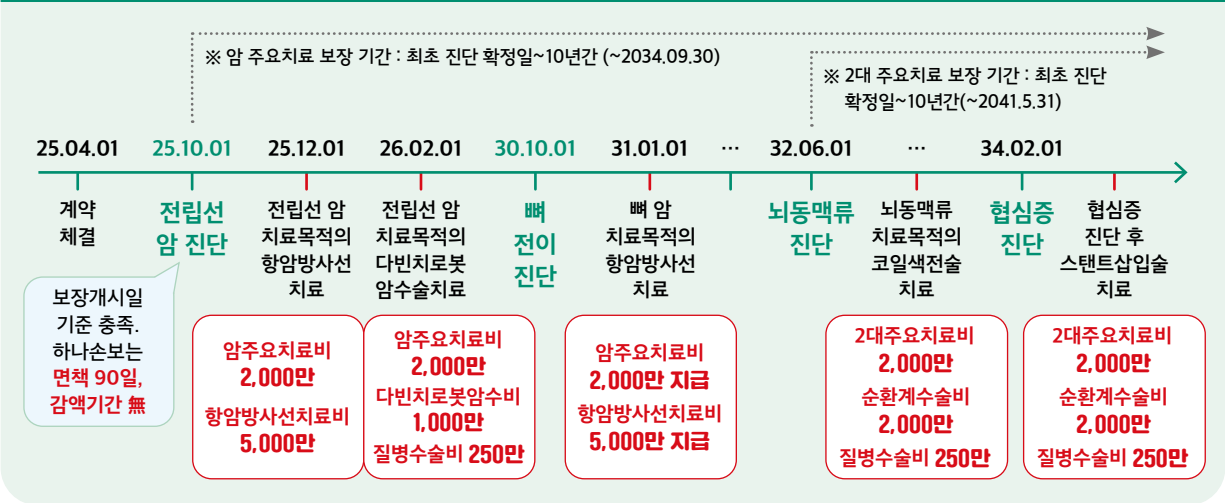 ※ 암 주요치료 보장 기간 : 최초 진단 확정일~10년간 (~2034.09.30)
※ 2대 주요치료 보장 기간 : 최초 진단
확정일~10년간(~2041.5.31)
25.04.01
25.10.01
25.12.01
26.02.01
30.10.01
31.01.01
···
32.06.01
···
34.02.01
계약
체결
전립선
암 진단
전립선 암
치료목적의
항암방사선
치료
전립선 암
치료목적의
다빈치로봇
암수술치료
뼈
전이
진단
뼈 암
치료목적의
항암방사선
치료
뇌동맥류
진단
뇌동맥류
치료목적의
코일색전술
치료
협심증
진단
협심증
진단 후
스탠트삽입술
치료
보장개시일
기준 충족.
하나손보는
면책 90일,
감액기간 無
암주요치료비
2,000만
항암방사선치료비
5,000만
암주요치료비
2,000만
다빈치로봇암수비
1,000만
질병수술비 250만
암주요치료비
2,000만 지급
항암방사선치료비
5,000만 지급
2대주요치료비
2,000만
순환계수술비
2,000만
질병수술비 250만
2대주요치료비
2,000만
순환계수술비
2,000만
질병수술비 250만